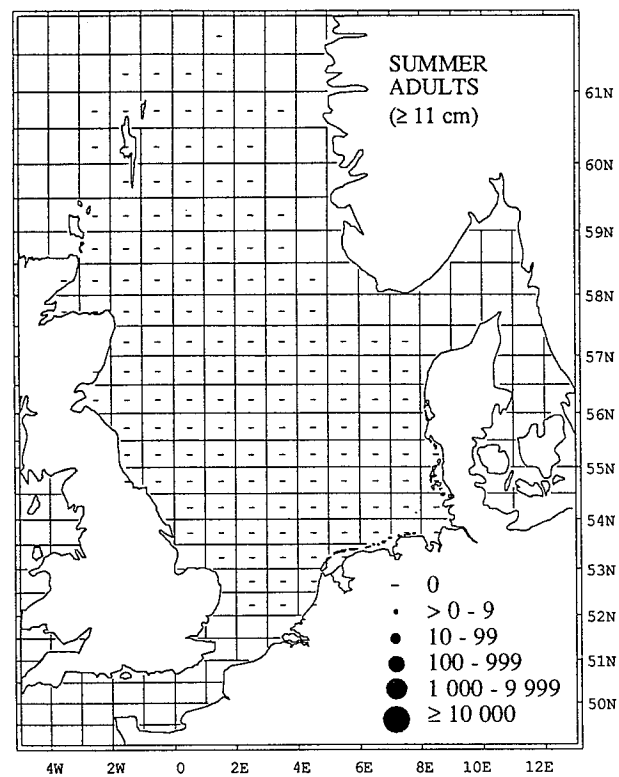 SUMMER
ADULTS
(≥ 11 cm)
61N
60N
59N
58N
57N
56N
55N
54N
53N
52N
51N
50N
- 0
> 0 - 9
10 - 99
100 - 999
1 000 - 9 999
≥ 10 000
4W 2W 0 2E 4E 6E 8E 10E 12E